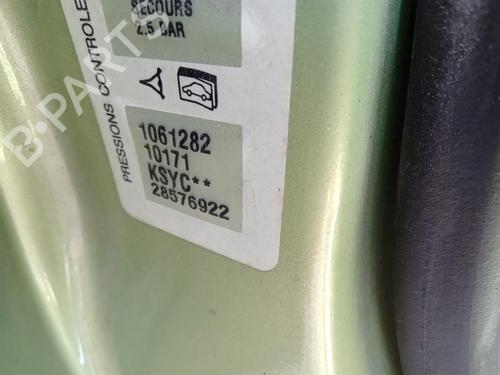 SECOURS
2.5 BAR
PRESSIONS CONTROLE
1061282
10171
KSYC**
28576922
B-PARTS